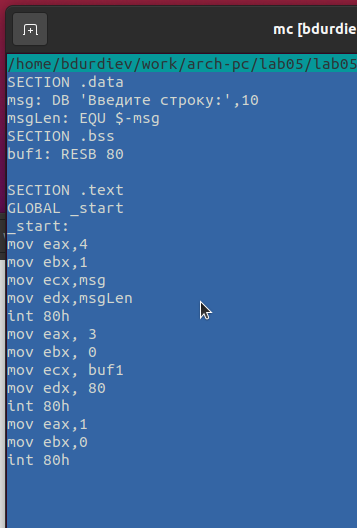 mc [bdurdie
/home/bdurdiev/work/arch-pc/lab05/lab05
SECTION .data
msg: DB 'Введите строку:',10
msgLen: EQU $-msg
SECTION .bss
buf1: RESB 80
SECTION .text
GLOBAL _start
_start:
mov eax,4
mov ebx,1
mov ecx,msg
mov edx,msgLen
int 80h
mov eax, 3
mov ebx, 0
mov ecx, buf1
mov edx, 80
int 80h
mov eax,1
mov ebx,0
int 80h